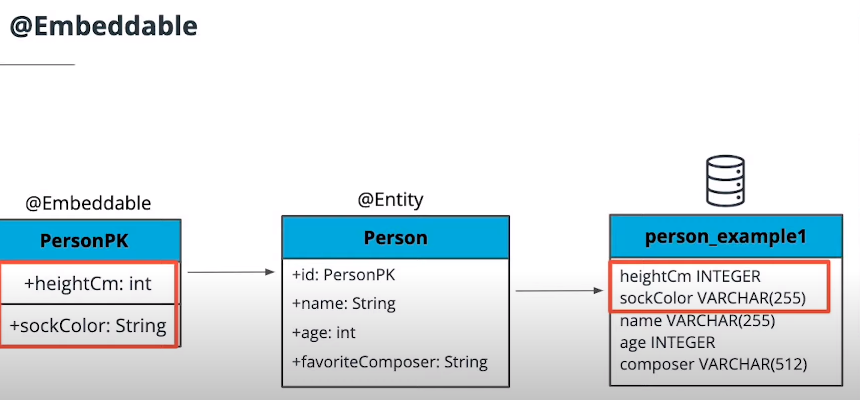 @Embeddable
@Embeddable
PersonPK
+heightCm: int
+sockColor: String
@Entity
Person
+id: PersonPK
+name: String
+age: int
+favoriteComposer: String
person_example1
heightCm INTEGER
sockColor VARCHAR(255)
name VARCHAR(255)
age INTEGER
composer VARCHAR(512)